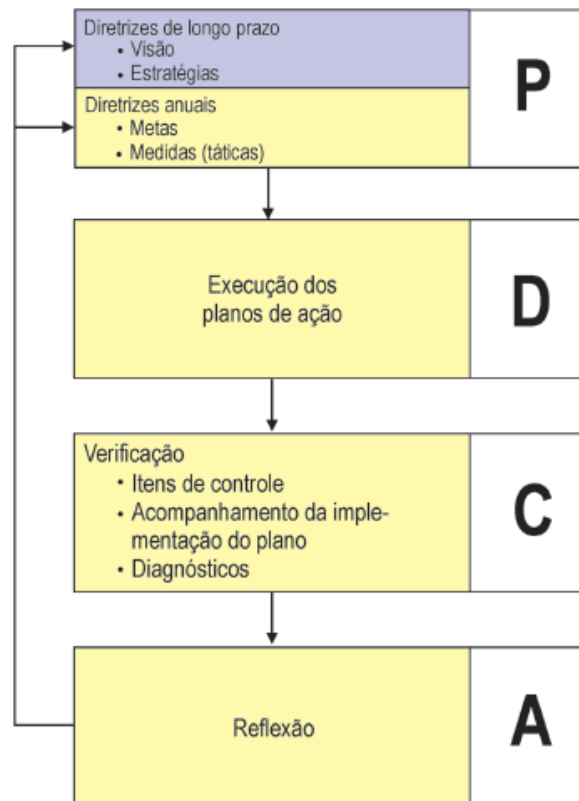 Diretrizes de longo prazo
• Visão
• Estratégias
P
Diretrizes anuais
• Metas
• Medidas (táticas)
Execução dos
planos de ação
D
Verificação
• Itens de controle
• Acompanhamento da imple-
mentação do plano
• Diagnósticos
C
Reflexão
A